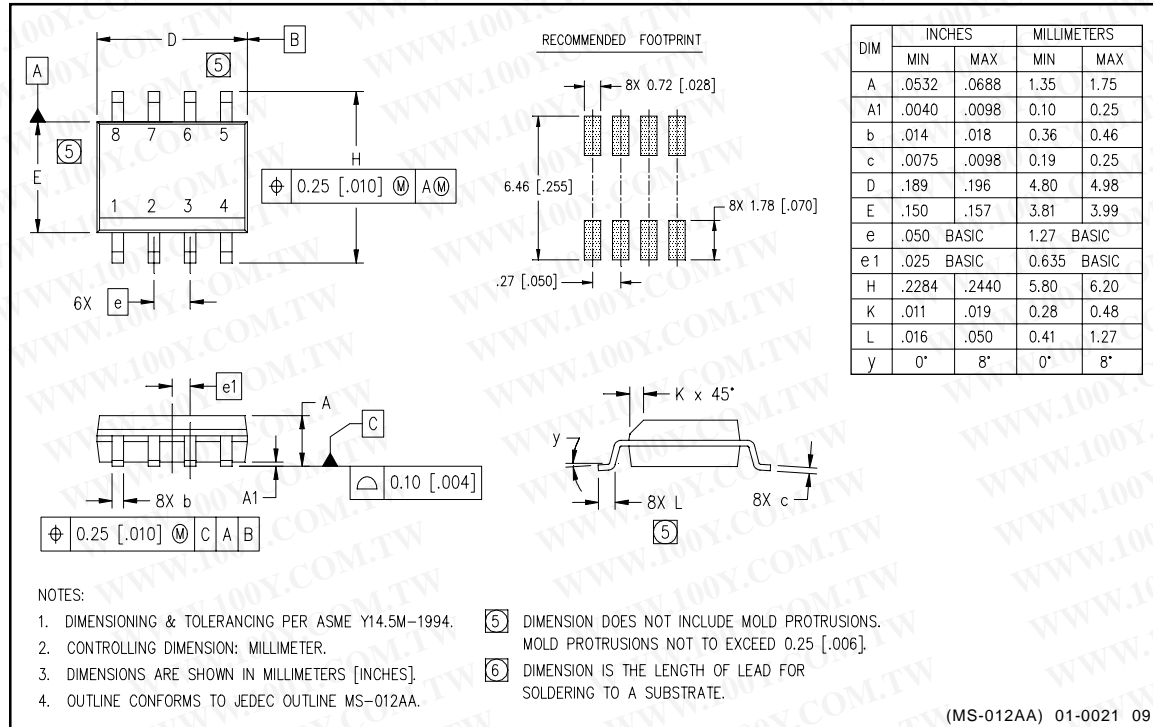 D
B
5
A
8 7 6 5
5
E
H
⌖ 0.25 [.010] Ⓜ A Ⓜ
1 2 3 4
6X e
RECOMMENDED FOOTPRINT
8X 0.72 [.028]
6.46 [.255]
8X 1.78 [.070]
.27 [.050]
DIM INCHES MILLIMETERS
MIN MAX MIN MAX
A .0532 .0688 1.35 1.75
A1 .0040 .0098 0.10 0.25
b .014 .018 0.36 0.46
c .0075 .0098 0.19 0.25
D .189 .196 4.80 4.98
E .150 .157 3.81 3.99
e .050 BASIC 1.27 BASIC
e1 .025 BASIC 0.635 BASIC
H .2284 .2440 5.80 6.20
K .011 .019 0.28 0.48
L .016 .050 0.41 1.27
y 0° 8° 0° 8°
e1
A
C
A1
8X b
⌓ 0.10 [.004]
⌖ 0.25 [.010] Ⓜ C A B
K x 45°
y
8X L
8X c
5
NOTES:
1. DIMENSIONING & TOLERANCING PER ASME Y14.5M-1994.
2. CONTROLLING DIMENSION: MILLIMETER.
3. DIMENSIONS ARE SHOWN IN MILLIMETERS [INCHES].
4. OUTLINE CONFORMS TO JEDEC OUTLINE MS-012AA.
5 DIMENSION DOES NOT INCLUDE MOLD PROTRUSIONS.
MOLD PROTRUSIONS NOT TO EXCEED 0.25 [.006].
6 DIMENSION IS THE LENGTH OF LEAD FOR
SOLDERING TO A SUBSTRATE.
(MS-012AA) 01-0021 09
WWW.100Y.COM.TW